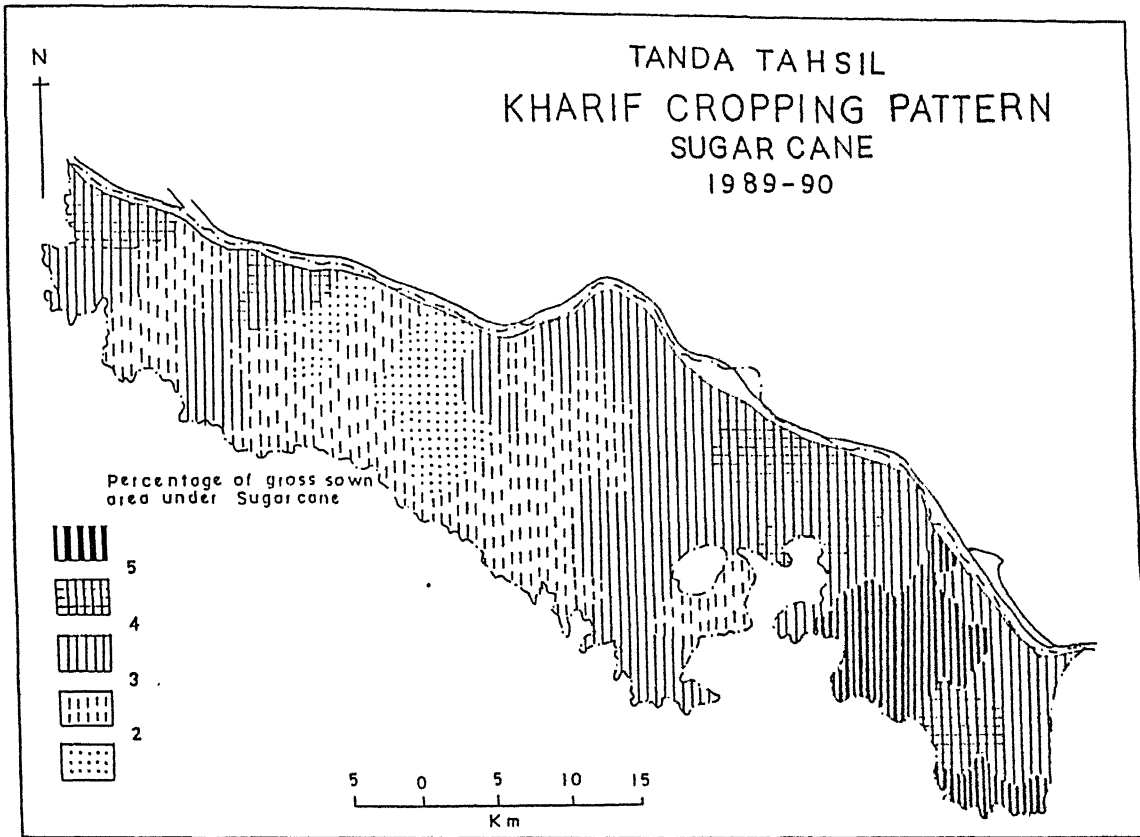 N
TANDA TAHSIL
KHARIF CROPPING PATTERN
SUGAR CANE
1989-90
Percentage of gross sown
area under Sugarcane
5
4
3
2
5 0 5 10 15
Km